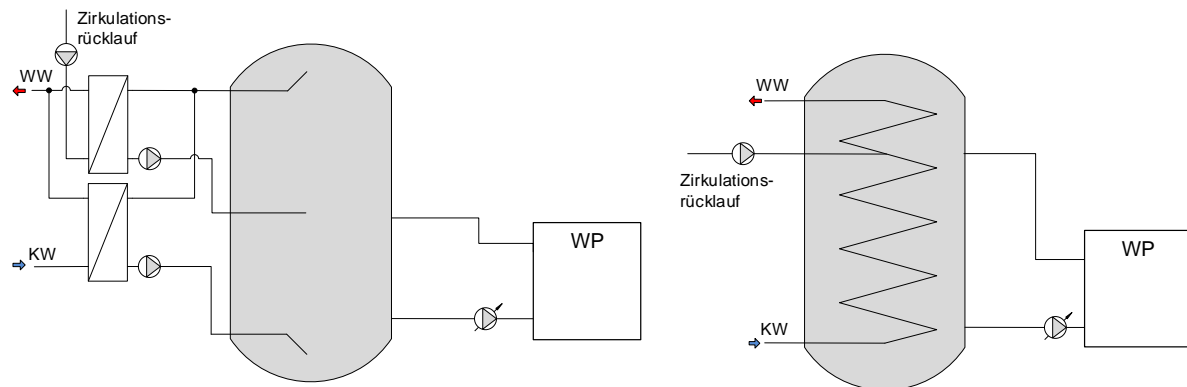 Zirkulations-
rücklauf
WW
KW
WP
WW
Zirkulations-
rücklauf
KW
WP